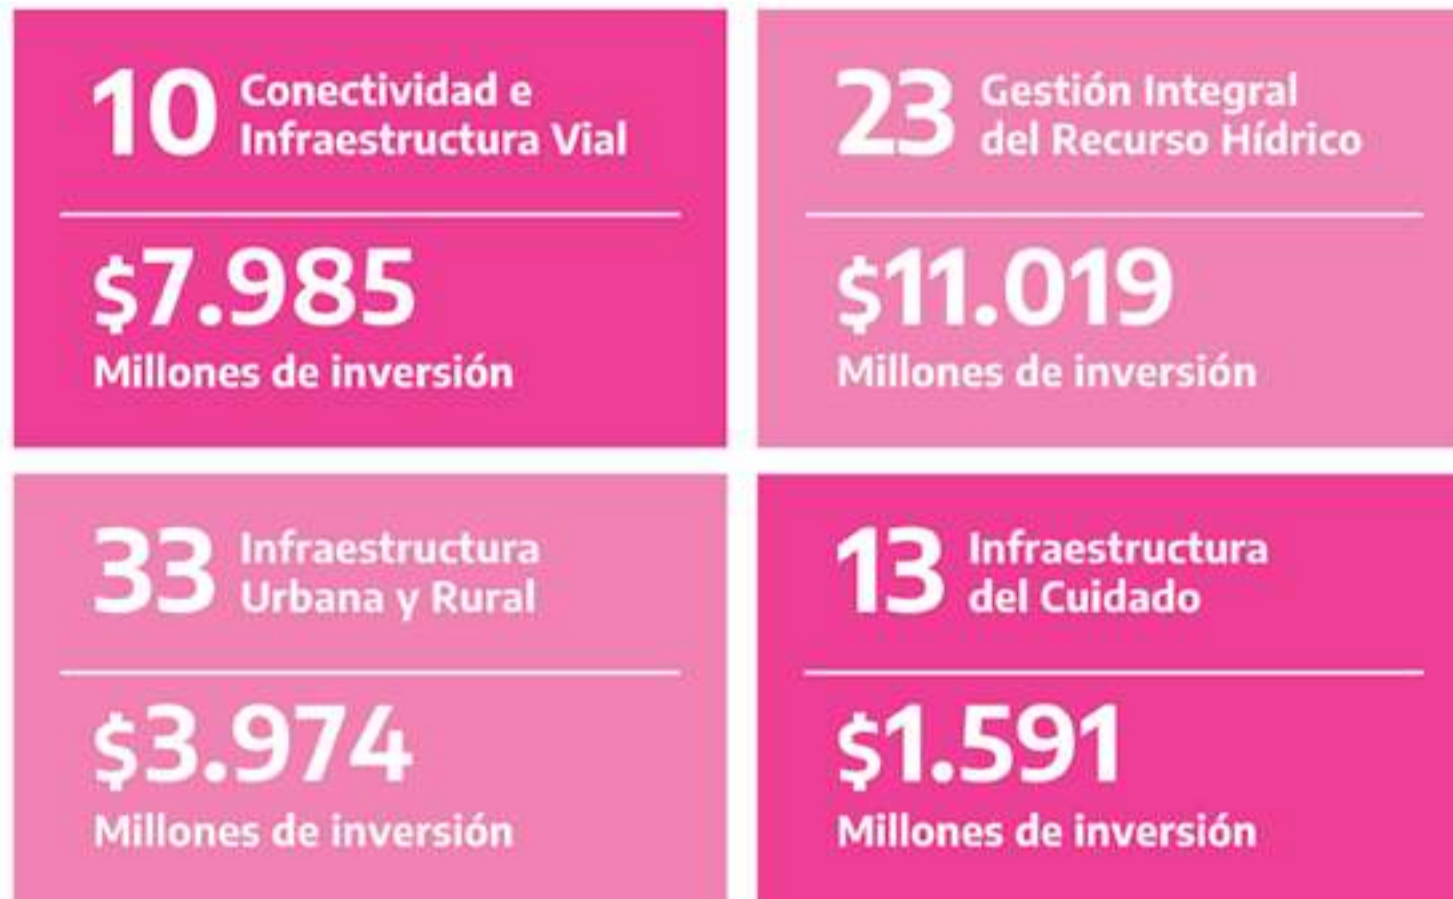 10 Conectividad e
Infraestructura Vial
$7.985
Millones de inversión
23 Gestión Integral
del Recurso Hídrico
$11.019
Millones de inversión
33 Infraestructura
Urbana y Rural
$3.974
Millones de inversión
13 Infraestructura
del Cuidado
$1.591
Millones de inversión